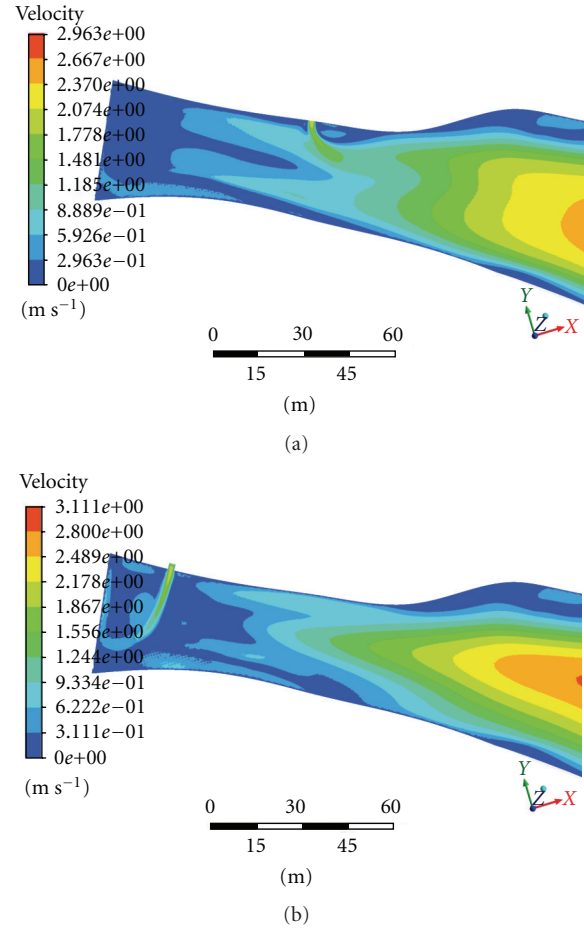 Velocity
2.963e+00
2.667e+00
2.370e+00
2.074e+00
1.778e+00
1.481e+00
1.185e+00
8.889e−01
5.926e−01
2.963e−01
0e+00
(m s−1)
Y
Z
X
0 30 60
15 45
(m)
(a)
Velocity
3.111e+00
2.800e+00
2.489e+00
2.178e+00
1.867e+00
1.556e+00
1.244e+00
9.334e−01
6.222e−01
3.111e−01
0e+00
(m s−1)
Y
Z
X
0 30 60
15 45
(m)
(b)